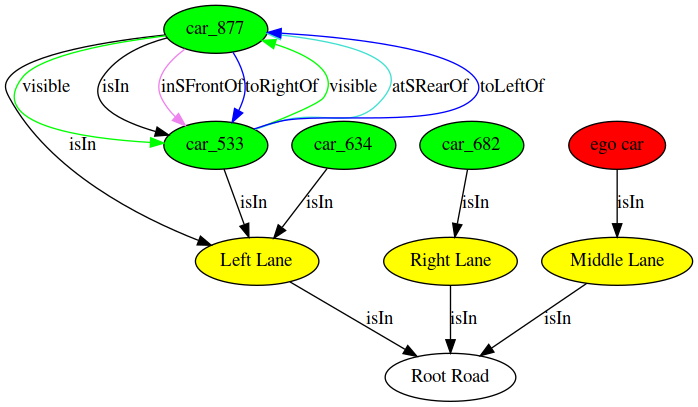 car_877
visible
isIn
inSFrontOf
toRightOf
visible
atSRearOf
toLeftOf
isIn
car_533
car_634
car_682
ego car
isIn
isIn
isIn
isIn
Left Lane
Right Lane
Middle Lane
isIn
isIn
isIn
Root Road